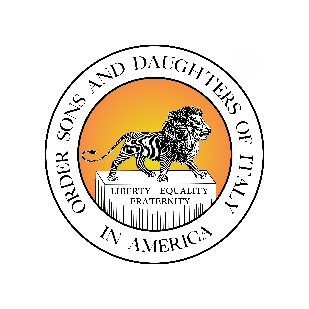 ORDER SONS AND DAUGHTERS OF ITALY
IN AMERICA
LIBERTY EQUALITY
FRATERNITY